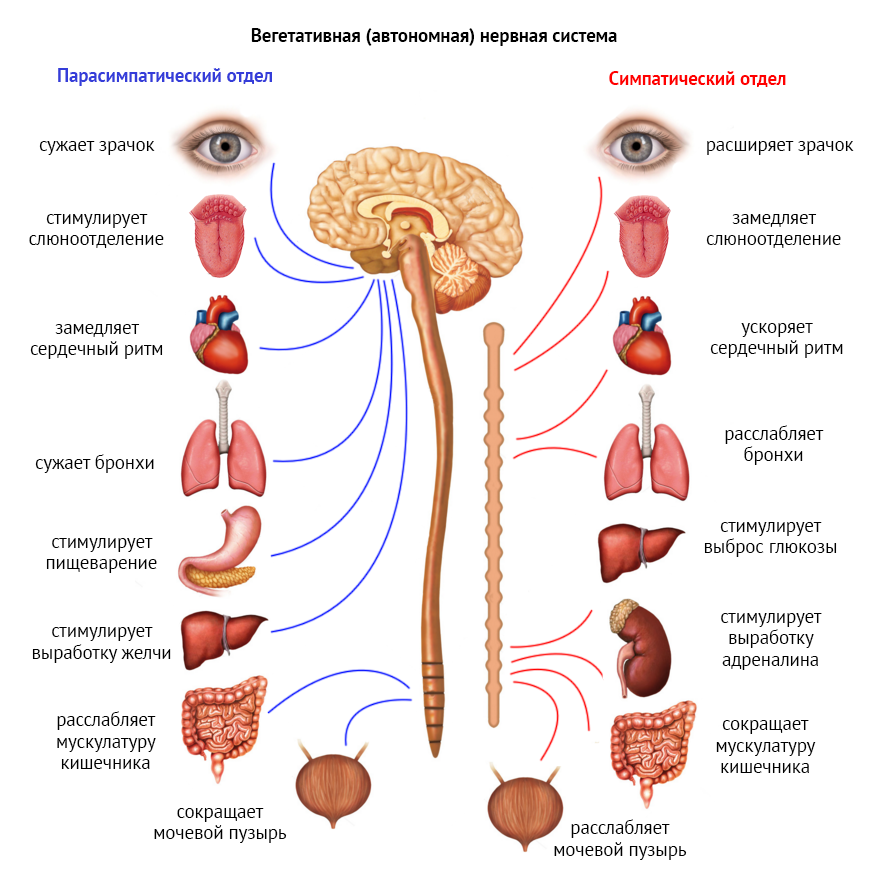 Вегетативная (автономная) нервная система
Парасимпатический отдел
Симпатический отдел
сужает зрачок
расширяет зрачок
стимулирует
слюноотделение
замедляет
слюноотделение
замедляет
сердечный ритм
ускоряет
сердечный ритм
сужает бронхи
расслабляет
бронхи
стимулирует
пищеварение
стимулирует
выброс глюкозы
стимулирует
выработку желчи
стимулирует
выработку
адреналина
расслабляет
мускулатуру
кишечника
сокращает
мускулатуру
кишечника
сокращает
мочевой пузырь
расслабляет
мочевой пузырь